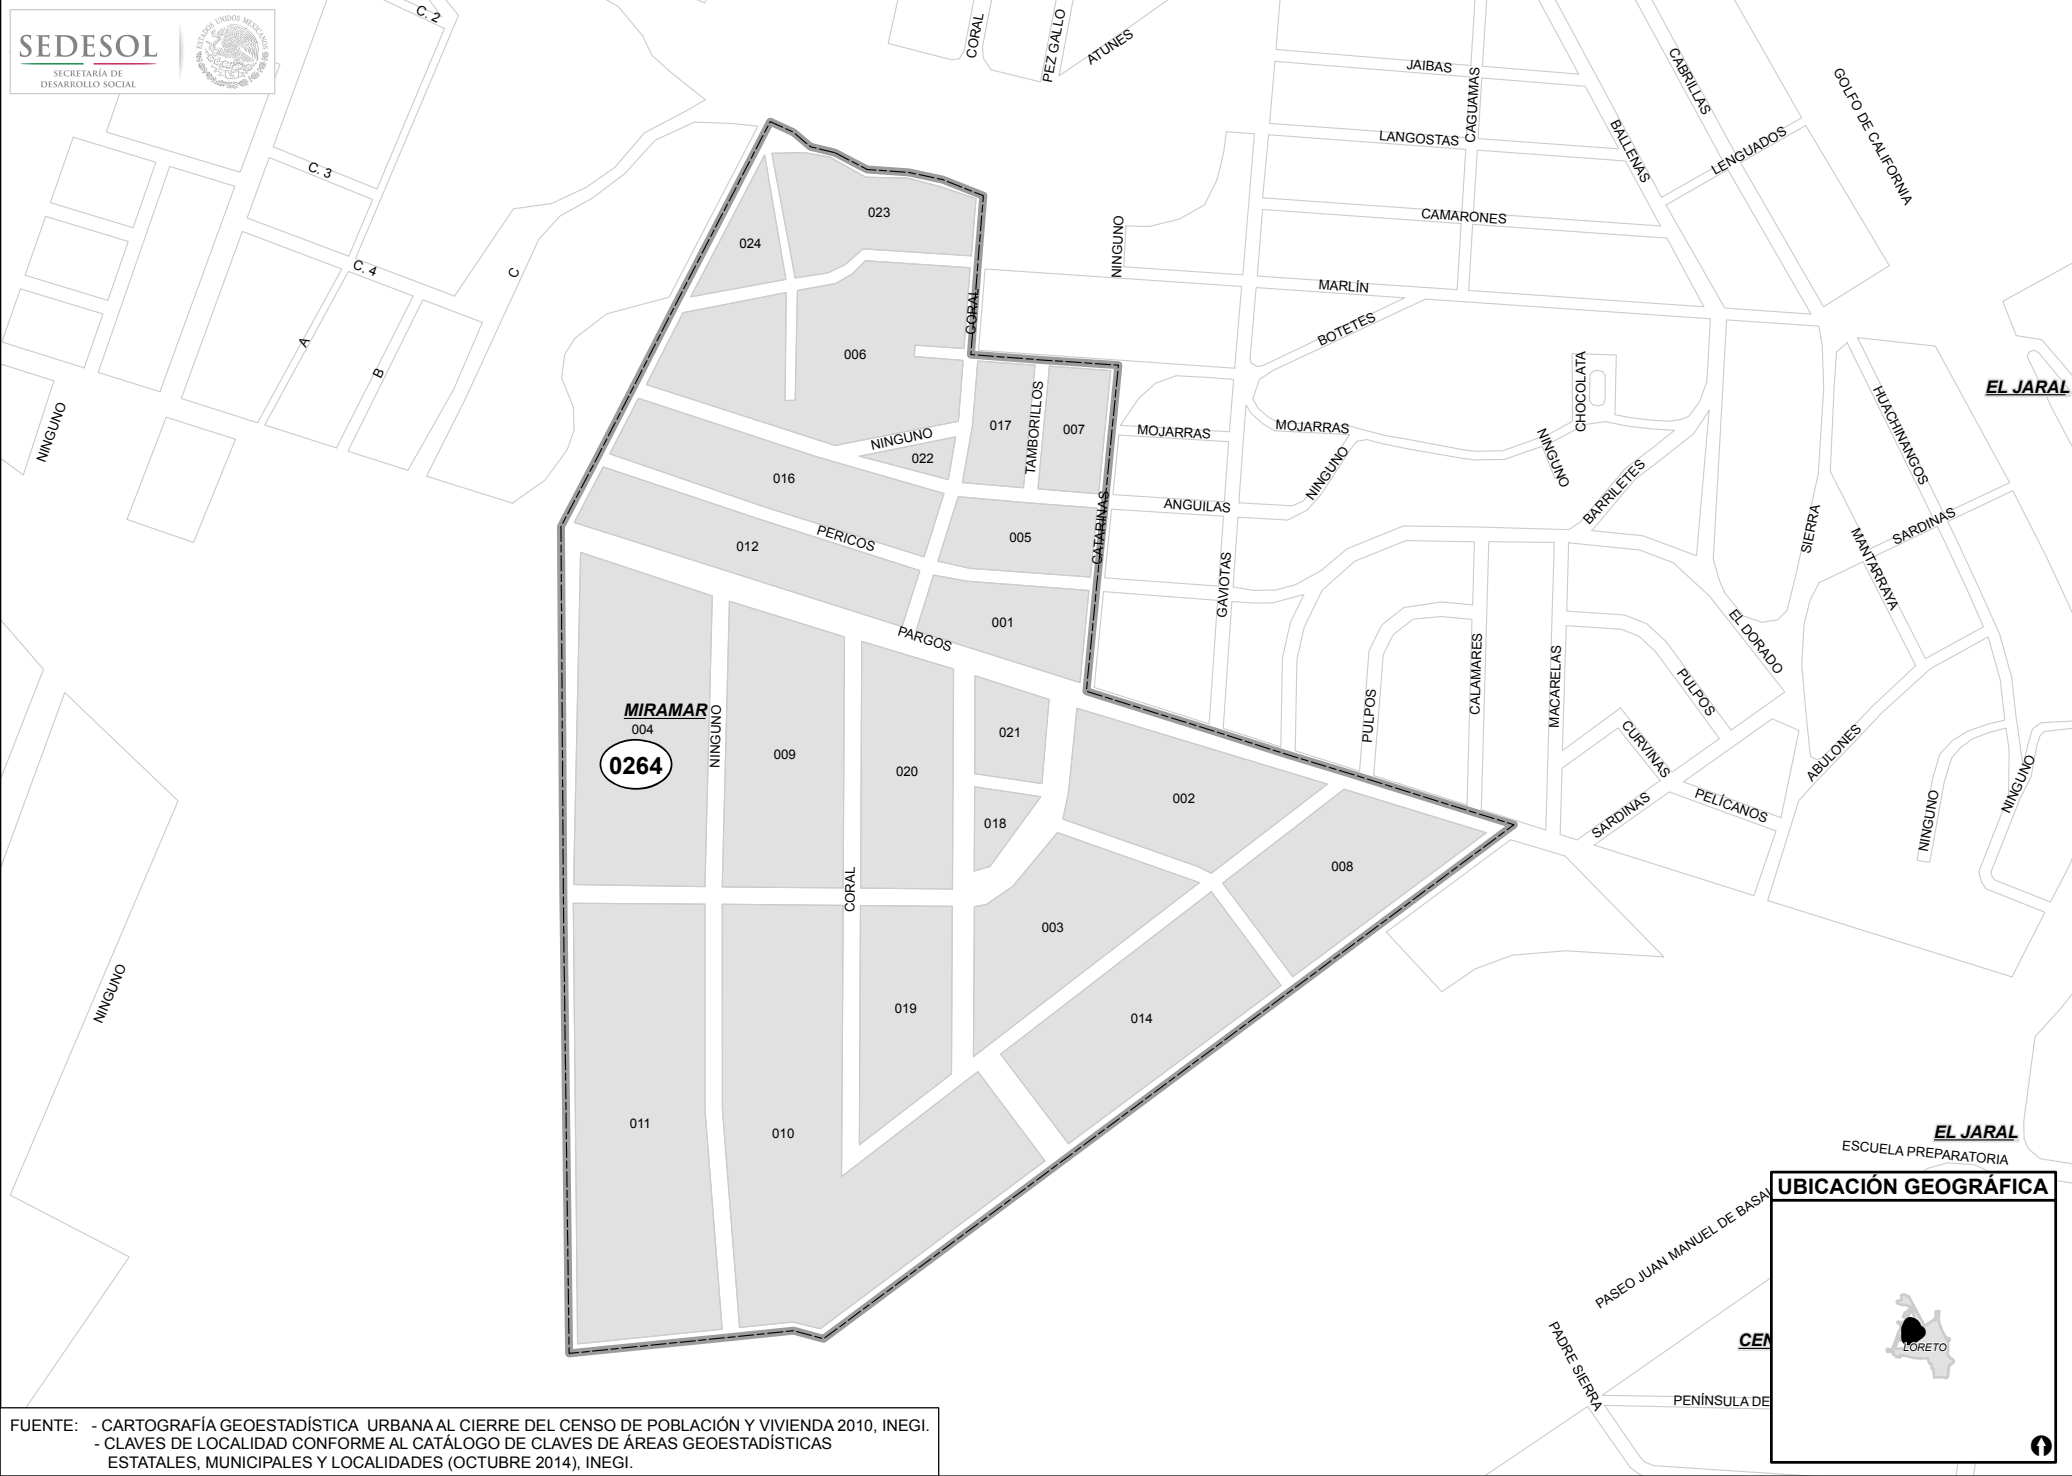 SEDESOL
SECRETARÍA DE
DESARROLLO SOCIAL
ESTADOS UNIDOS MEXICANOS
C. 2
C. 3
C. 4
C
A
B
NINGUNO
NINGUNO
CORAL
PEZ GALLO
ATUNES
JAIBAS
CAGUAMAS
LANGOSTAS
CAMARONES
BALLENAS
CABRILLAS
LENGUADOS
GOLFO DE CALIFORNIA
NINGUNO
MARLÍN
BOTETES
CHOCOLATA
EL JARAL
HUACHINANGOS
MOJARRAS
MOJARRAS
NINGUNO
NINGUNO
BARRILETES
ANGUILAS
SIERRA
SARDINAS
MANTARRAYA
GAVIOTAS
EL DORADO
PULPOS
CALAMARES
MACARELAS
PULPOS
CURVINAS
SARDINAS
PELÍCANOS
ABULONES
NINGUNO
NINGUNO
023
024
CORAL
006
TAMBORILLOS
017
007
NINGUNO
022
016
CATARINAS
PERICOS
005
012
001
PARGOS
MIRAMAR
004
0264
NINGUNO
009
020
021
018
002
008
CORAL
003
019
014
011
010
EL JARAL
ESCUELA PREPARATORIA
PASEO JUAN MANUEL DE BASAL
PADRE SIERRA
CEN
PENÍNSULA DE
UBICACIÓN GEOGRÁFICA
LORETO
FUENTE: - CARTOGRAFÍA GEOESTADÍSTICA URBANA AL CIERRE DEL CENSO DE POBLACIÓN Y VIVIENDA 2010, INEGI.
- CLAVES DE LOCALIDAD CONFORME AL CATÁLOGO DE CLAVES DE ÁREAS GEOESTADÍSTICAS
ESTATALES, MUNICIPALES Y LOCALIDADES (OCTUBRE 2014), INEGI.